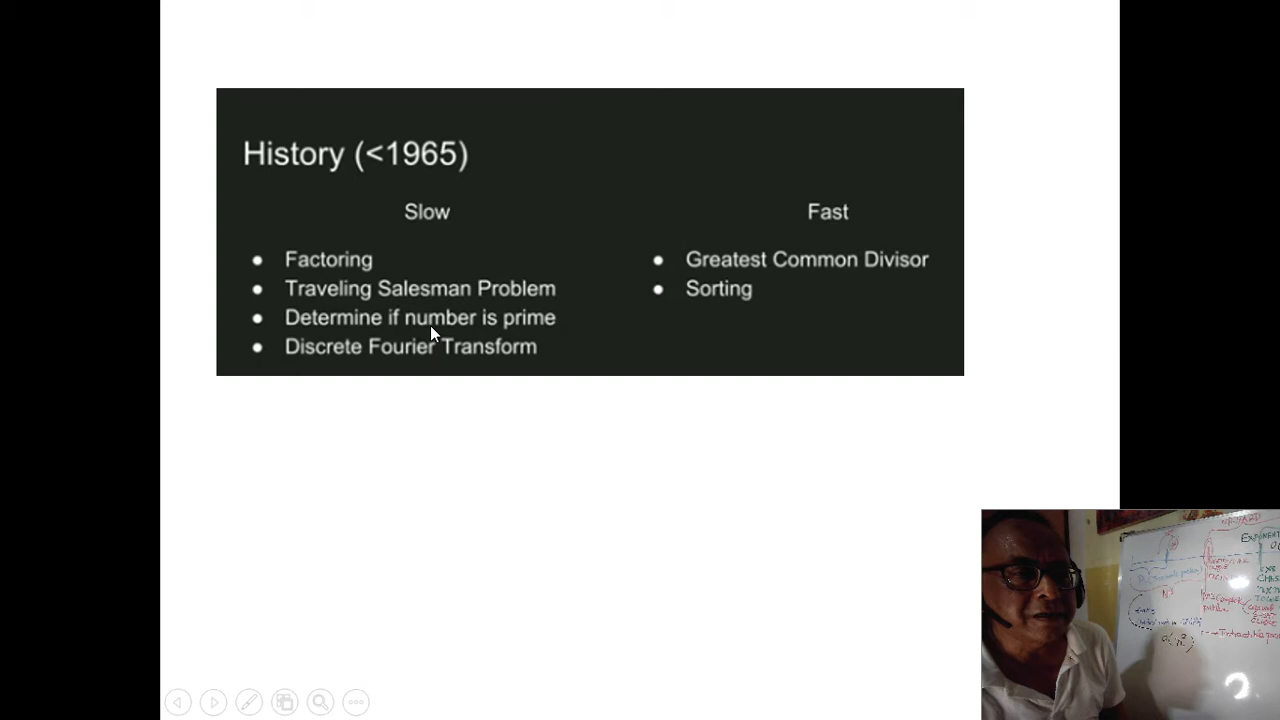 History (<1965)
Slow
Fast
● Factoring
● Traveling Salesman Problem
● Determine if number is prime
● Discrete Fourier Transform
● Greatest Common Divisor
● Sorting
EXPONENT